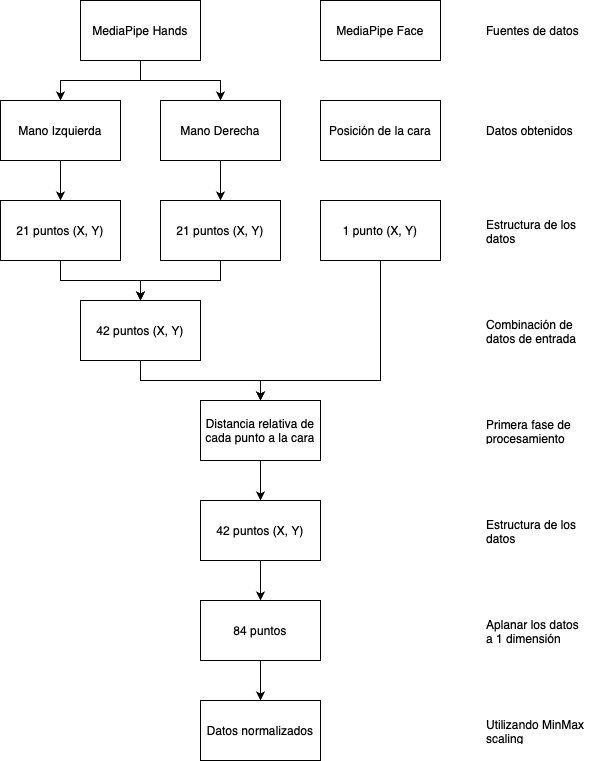 MediaPipe Hands
MediaPipe Face
Fuentes de datos
Mano Izquierda
Mano Derecha
Posición de la cara
Datos obtenidos
21 puntos (X, Y)
21 puntos (X, Y)
1 punto (X, Y)
Estructura de los
datos
42 puntos (X, Y)
Combinación de
datos de entrada
Distancia relativa de
cada punto a la cara
Primera fase de
procesamiento
42 puntos (X, Y)
Estructura de los
datos
84 puntos
Aplanar los datos
a 1 dimensión
Datos normalizados
Utilizando MinMax
scaling